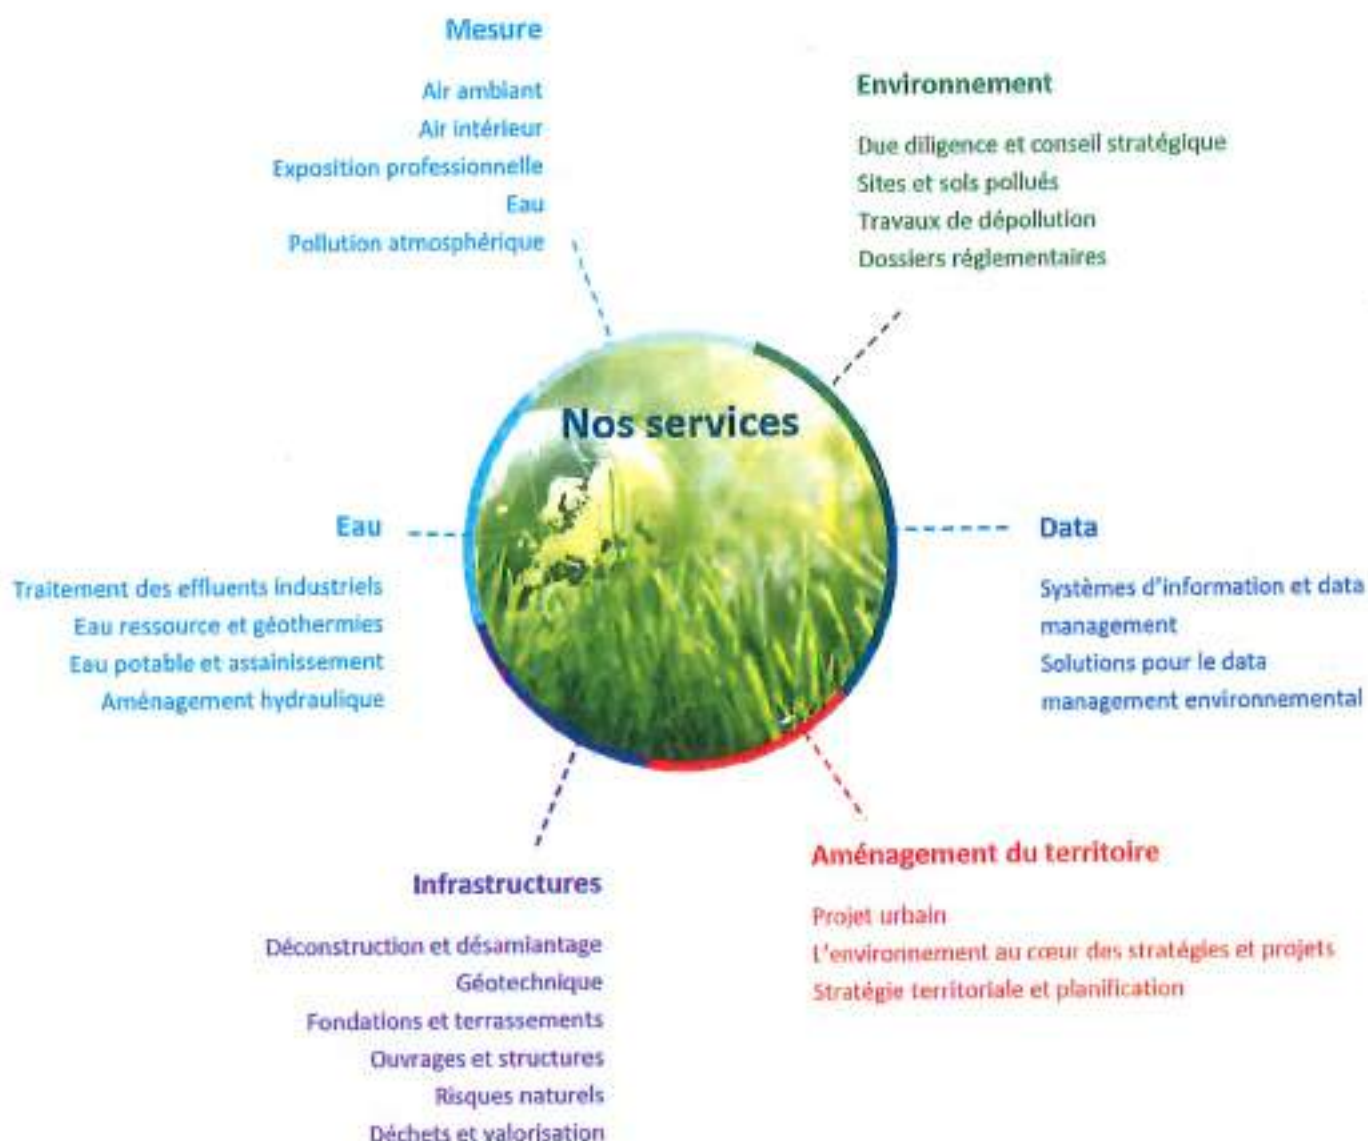 Mesure
Air ambiant
Air intérieur
Exposition professionnelle
Eau
Pollution atmosphérique
Environnement
Due diligence et conseil stratégique
Sites et sols pollués
Travaux de dépollution
Dossiers réglementaires
Nos services
Eau
Traitement des effluents industriels
Eau ressource et géothermies
Eau potable et assainissement
Aménagement hydraulique
Data
Systèmes d'information et data
management
Solutions pour le data
management environnemental
Infrastructures
Déconstruction et désamiantage
Géotechnique
Fondations et terrassements
Ouvrages et structures
Risques naturels
Déchets et valorisation
Aménagement du territoire
Projet urbain
L'environnement au cœur des stratégies et projets
Stratégie territoriale et planification